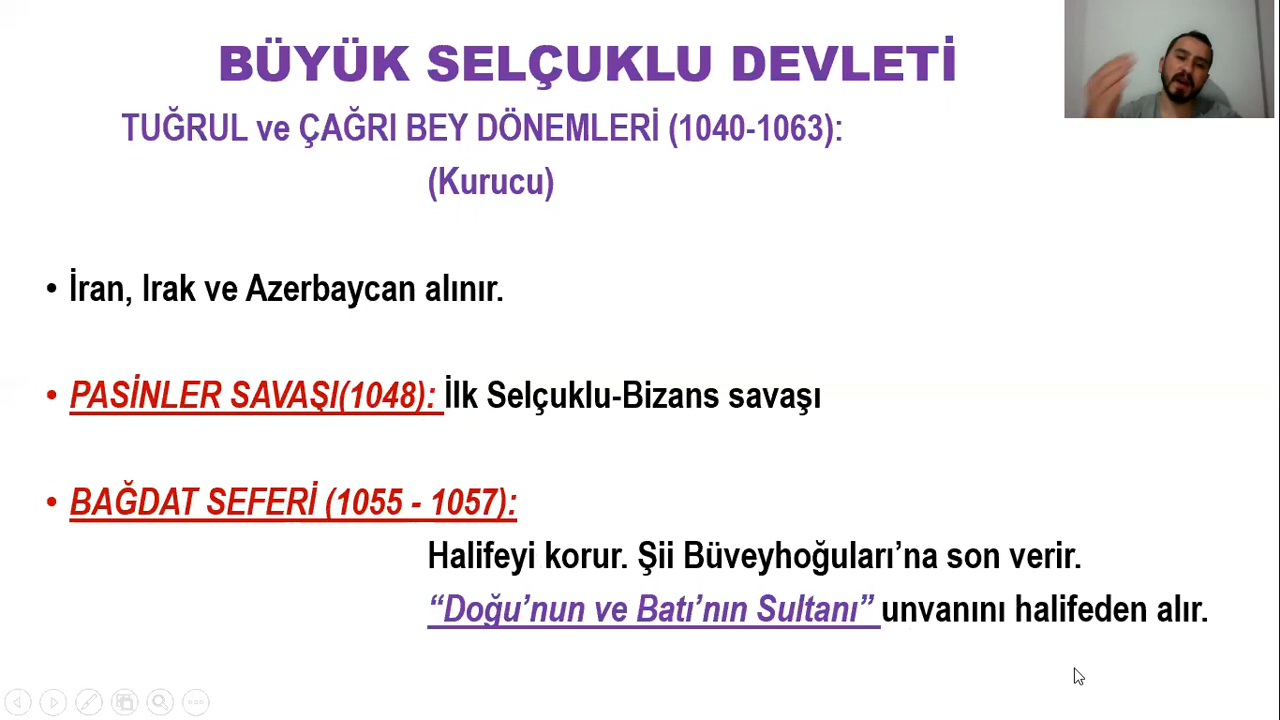 BÜYÜK SELÇUKLU DEVLETİ
TUĞRUL ve ÇAĞRI BEY DÖNEMLERİ (1040-1063):
(Kurucu)
• İran, Irak ve Azerbaycan alınır.
• PASİNLER SAVAŞI(1048): İlk Selçuklu-Bizans savaşı
• BAĞDAT SEFERİ (1055 - 1057):
Halifeyi korur. Şii Büveyhoğuları’na son verir.
“Doğu’nun ve Batı’nın Sultanı” unvanını halifeden alır.